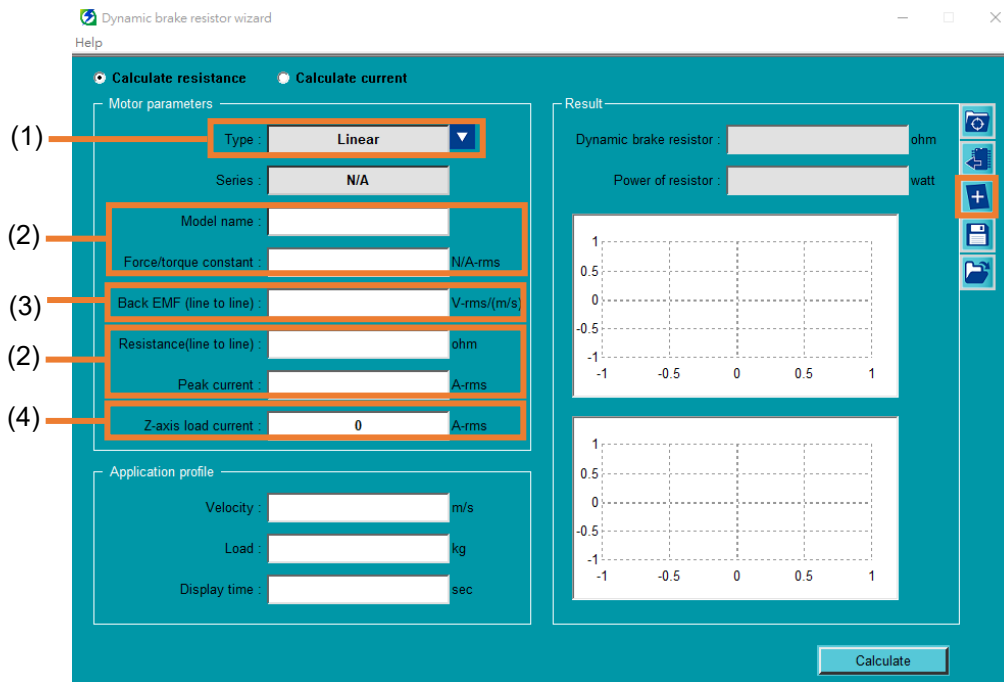 Dynamic brake resistor wizard
Help
Calculate resistance Calculate current
Motor parameters
(1)
Type : Linear
Series : N/A
(2)
Model name :
Force/torque constant : N/A-rms
(3)
Back EMF (line to line) : V-rms/(m/s)
(2)
Resistance(line to line) : ohm
Peak current : A-rms
(4)
Z-axis load current : 0 A-rms
Application profile
Velocity : m/s
Load : kg
Display time : sec
Result
Dynamic brake resistor : ohm
Power of resistor : watt
1
0.5
0
-0.5
-1
-1 -0.5 0 0.5 1
1
0.5
0
-0.5
-1
-1 -0.5 0 0.5 1
Calculate